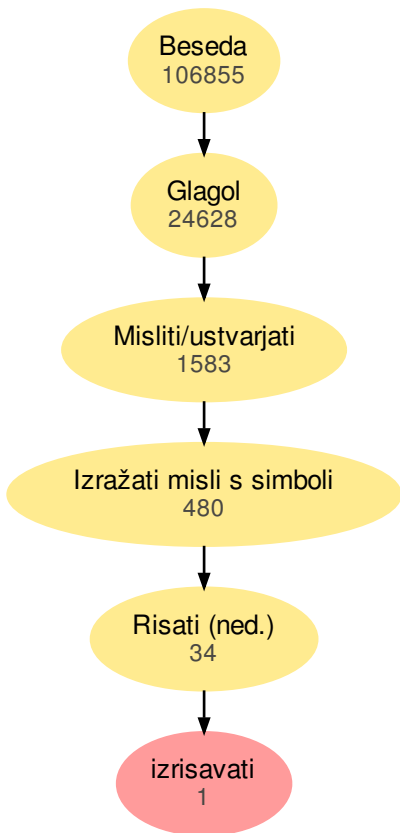 Beseda
106855
Glagol
24628
Misliti/ustvarjati
1583
Izražati misli s simboli
480
Risati (ned.)
34
izrisavati
1